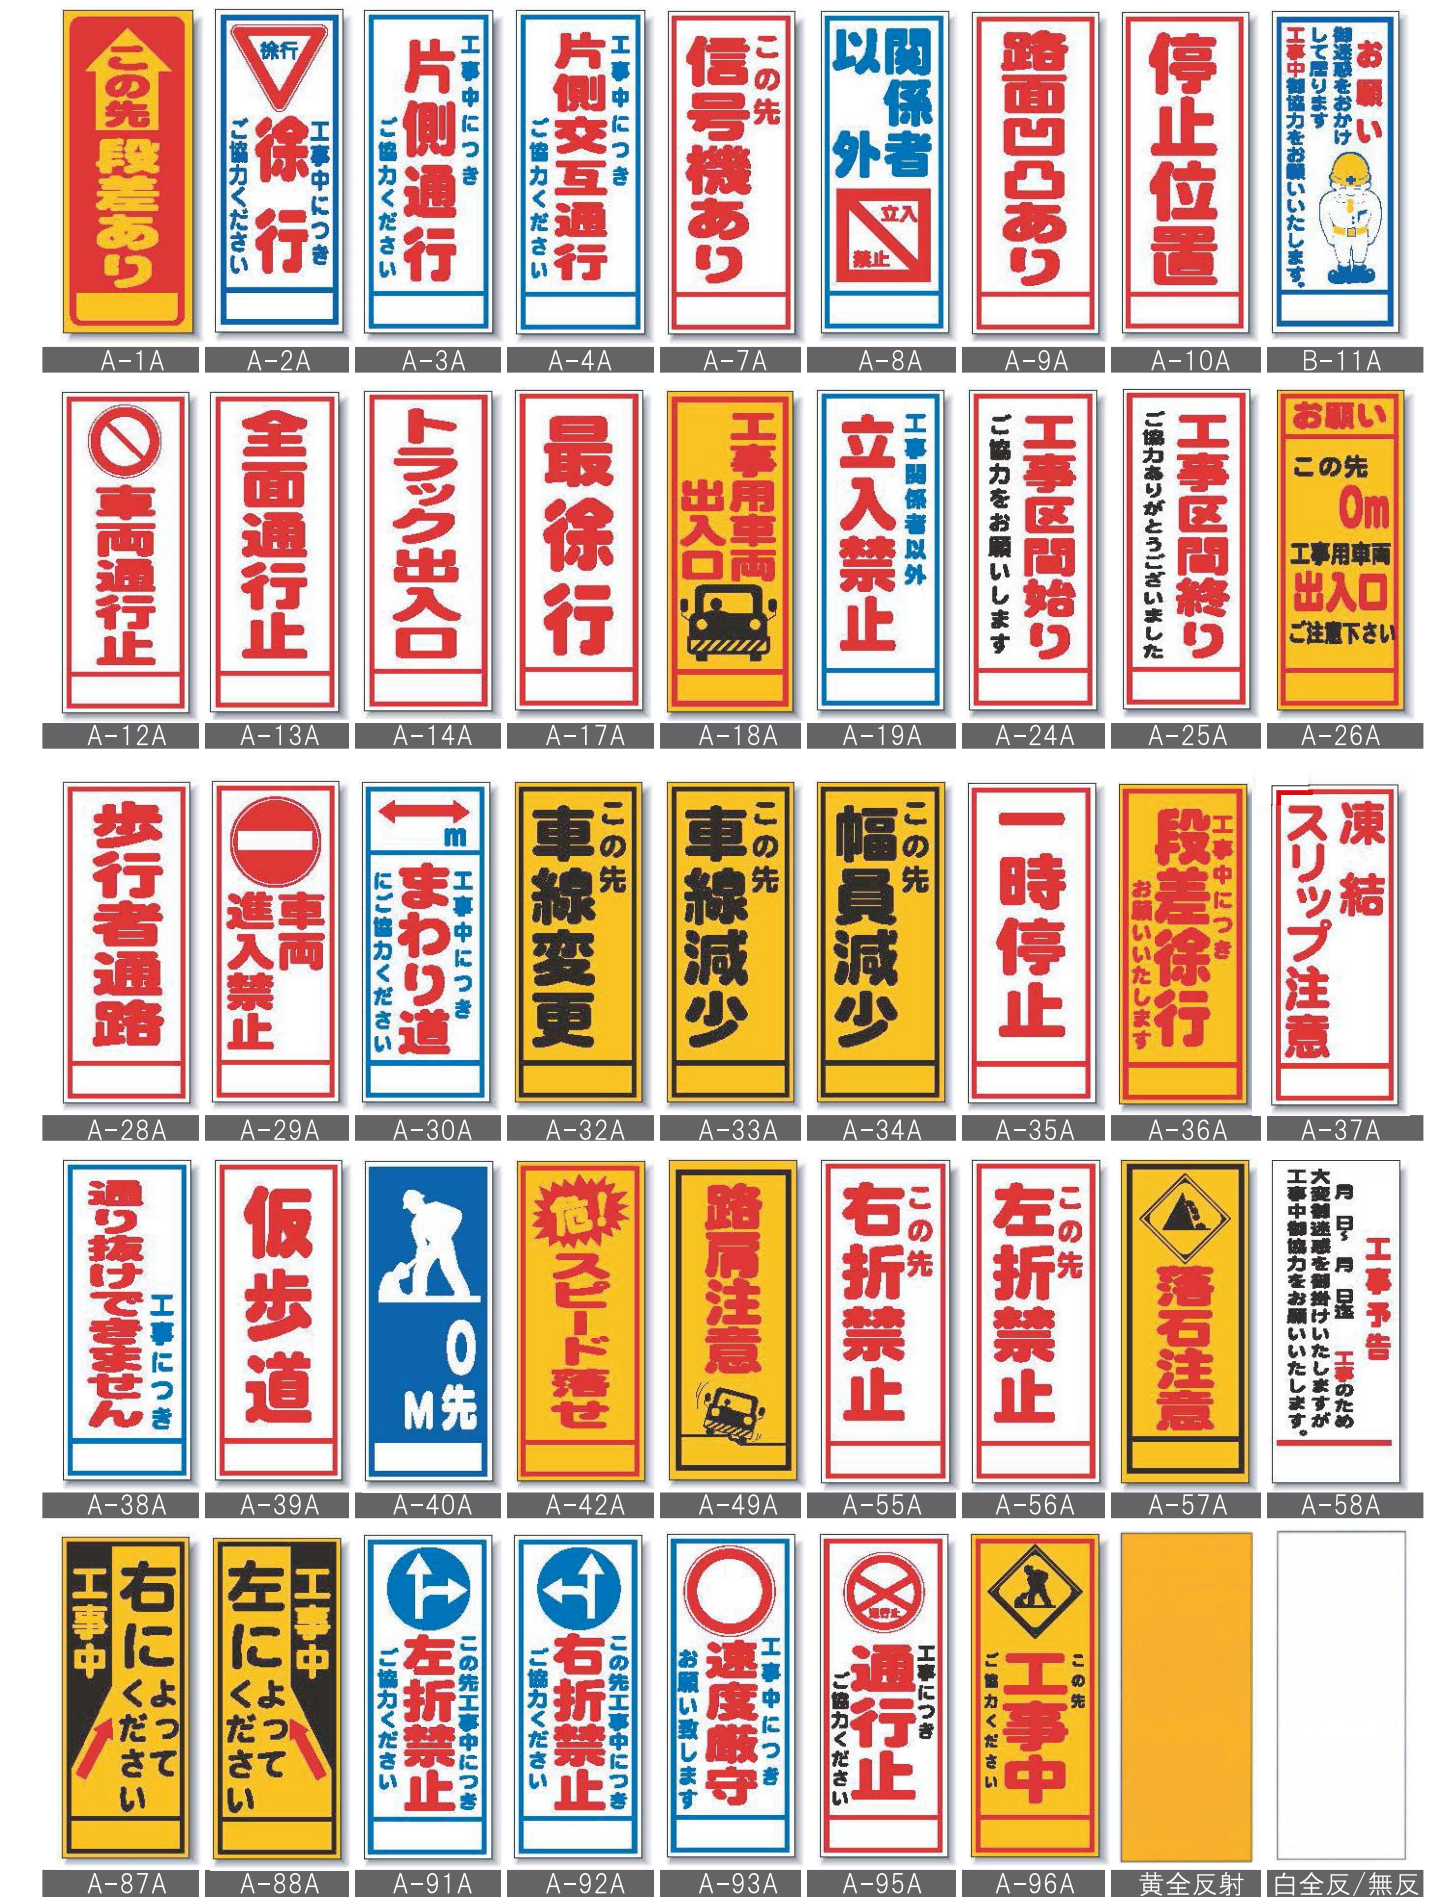 この先
段差あり
徐行
工事中につき
徐行
ご協力ください
工事中につき
片側通行
ご協力ください
工事中につき
片側交互通行
ご協力ください
この先
信号機あり
関係者
以外
立入
禁止
路面凹凸あり
停止位置
お願い
御迷惑をおかけ
して居ります
工事中御協力をお願いいたします。
A-1A
A-2A
A-3A
A-4A
A-7A
A-8A
A-9A
A-10A
B-11A
車両通行止
全面通行止
トラック出入口
最徐行
工事用車両
出入口
工事関係者以外
立入禁止
工事区間始り
ご協力をお願いします
工事区間終り
ご協力ありがとうございました
お願い
この先
0m
工事用車両
出入口
ご注意下さい
A-12A
A-13A
A-14A
A-17A
A-18A
A-19A
A-24A
A-25A
A-26A
歩行者通路
車両
進入禁止
m
工事中につき
まわり道
にご協力ください
この先
車線変更
この先
車線減少
この先
幅員減少
一時停止
工事中につき
段差徐行
お願いいたします
凍結
スリップ注意
A-28A
A-29A
A-30A
A-32A
A-33A
A-34A
A-35A
A-36A
A-37A
工事につき
通り抜けできません
仮歩道
0
M先
危!
スピード落せ
路肩注意
この先
右折禁止
この先
左折禁止
落石注意
工事予告
月 日〜 月 日迄 工事のため
大変御迷惑を御掛けいたしますが
工事中御協力をお願いいたします。
A-38A
A-39A
A-40A
A-42A
A-49A
A-55A
A-56A
A-57A
A-58A
工事中
右に
よって
ください
工事中
左に
よって
ください
この先工事中につき
左折禁止
ご協力ください
この先工事中につき
右折禁止
ご協力ください
工事中につき
速度厳守
お願い致します
通行止
工事につき
通行止
ご協力ください
この先
工事中
ご協力ください
A-87A
A-88A
A-91A
A-92A
A-93A
A-95A
A-96A
黄全反射
白全反/無反